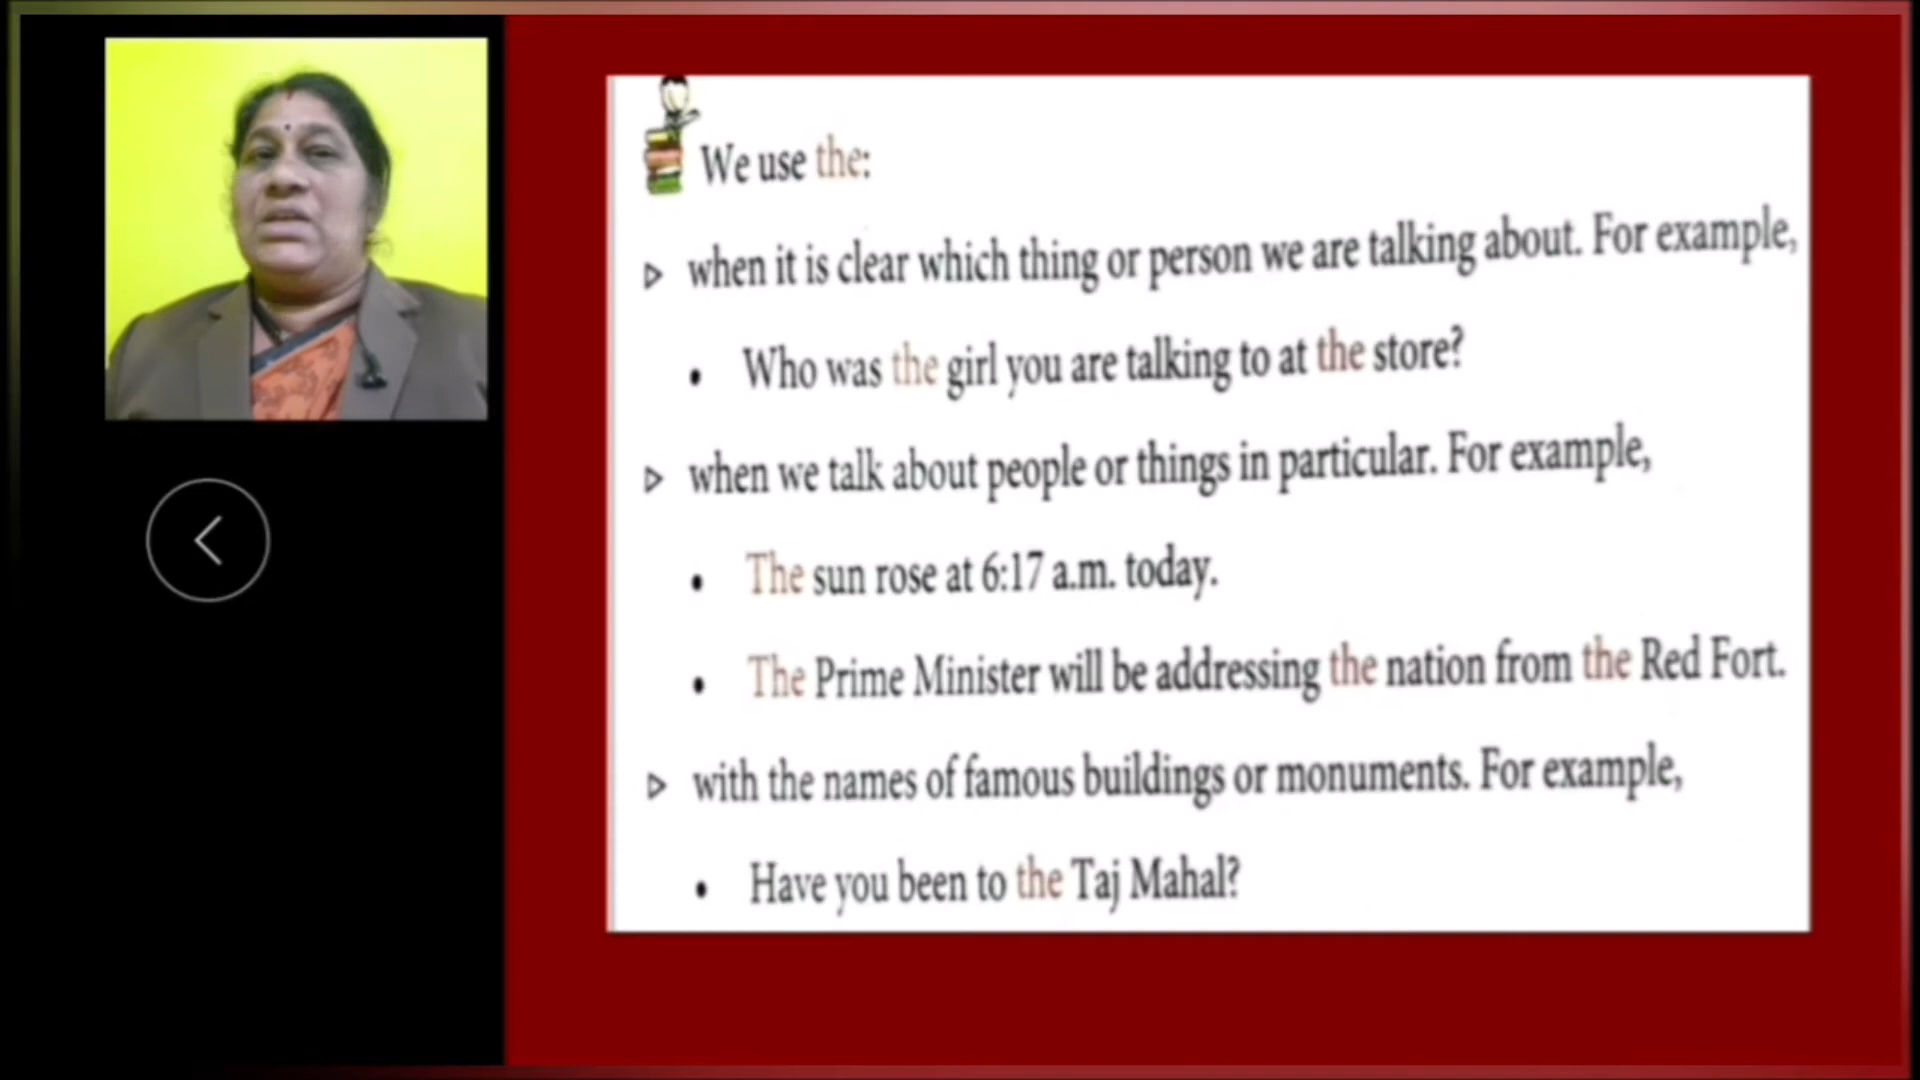 We use the:
▷ when it is clear which thing or person we are talking about. For example,
• Who was the girl you are talking to at the store?
▷ when we talk about people or things in particular. For example,
• The sun rose at 6:17 a.m. today.
• The Prime Minister will be addressing the nation from the Red Fort.
▷ with the names of famous buildings or monuments. For example,
• Have you been to the Taj Mahal?